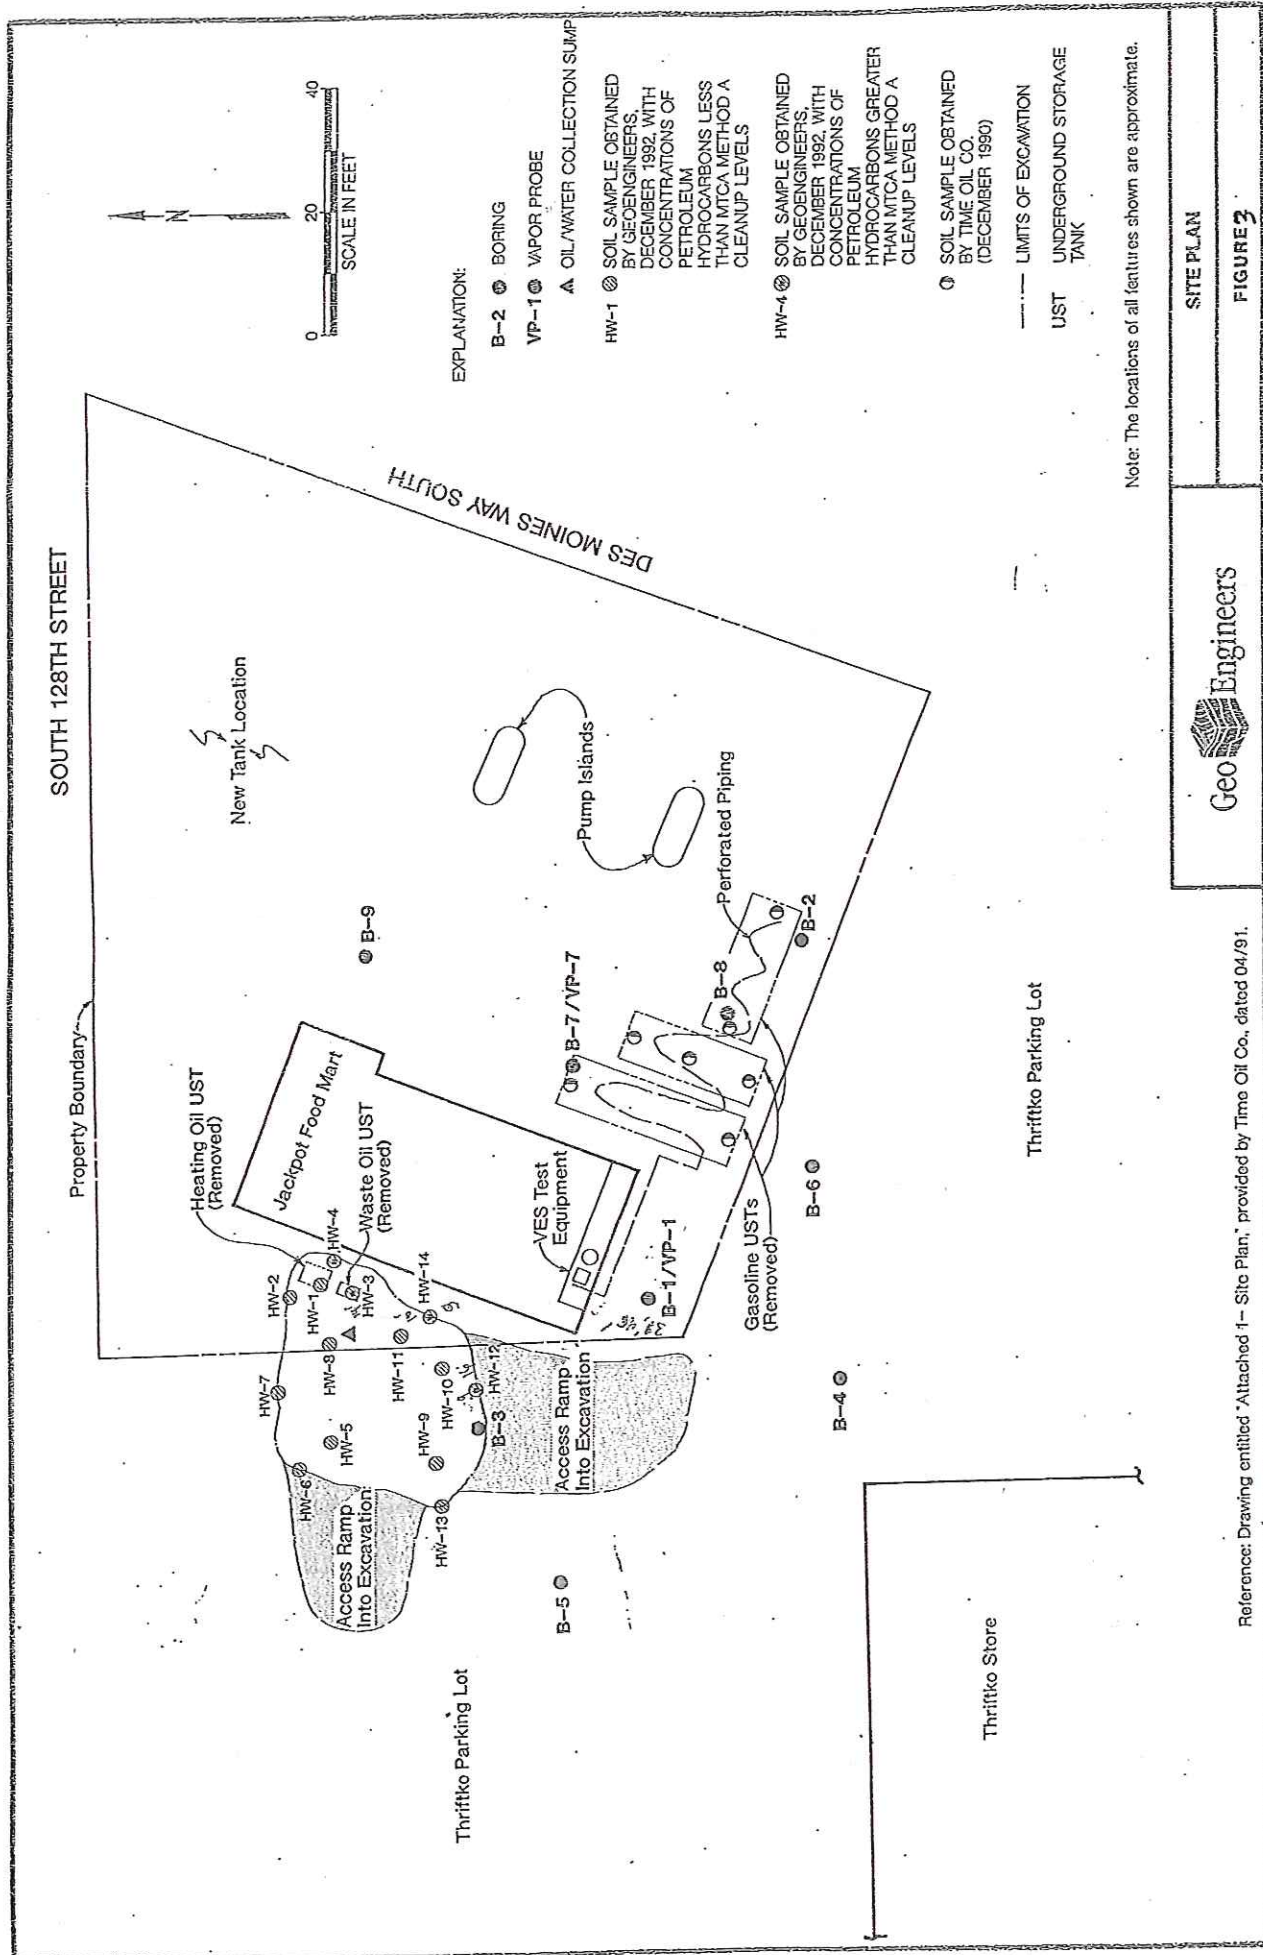 SOUTH 128TH STREET
Property Boundary
New Tank Location
DES MOINES WAY SOUTH
N
0 20 40
SCALE IN FEET
EXPLANATION:
B-2 BORING
VP-1 VAPOR PROBE
OIL/WATER COLLECTION SUMP
HW-1 SOIL SAMPLE OBTAINED
BY GEOENGINEERS,
DECEMBER 1992, WITH
CONCENTRATIONS OF
PETROLEUM
HYDROCARBONS LESS
THAN MTCA METHOD A
CLEANUP LEVELS
HW-4 SOIL SAMPLE OBTAINED
BY GEOENGINEERS,
DECEMBER 1992, WITH
CONCENTRATIONS OF
PETROLEUM
HYDROCARBONS GREATER
THAN MTCA METHOD A
CLEANUP LEVELS
SOIL SAMPLE OBTAINED
BY TIME OIL CO.
(DECEMBER 1990)
LIMITS OF EXCAVATION
UST UNDERGROUND STORAGE
TANK
Heating Oil UST
(Removed)
Jackpot Food Mart
Waste Oil UST
(Removed)
B-9
Pump Islands
Perforated Piping
B-7/VP-7
B-8
B-2
VES Test
Equipment
B-1/VP-1
Gasoline USTs
(Removed)
B-6
B-4
B-5
B-3
HW-2
HW-4
HW-1
HW-3
HW-14
HW-7
HW-8
HW-11
HW-10
HW-12
HW-5
HW-9
HW-6
HW-13
Access Ramp
Into Excavation
Access Ramp
Into Excavation
Thriftko Parking Lot
Thriftko Parking Lot
Thriftko Store
Note: The locations of all features shown are approximate.
Reference: Drawing entitled "Attached 1– Site Plan," provided by Time Oil Co., dated 04/91.
Geo Engineers
SITE PLAN
FIGURE 3